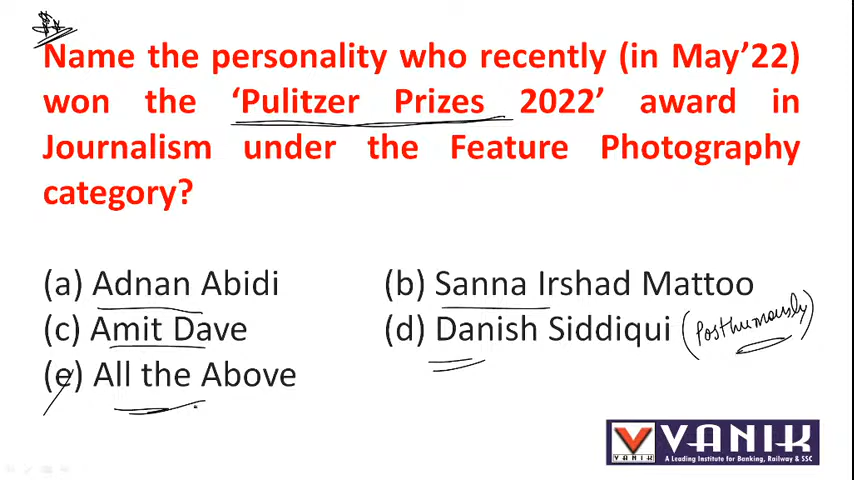 Name the personality who recently (in May’22)
won the ‘Pulitzer Prizes 2022’ award in
Journalism under the Feature Photography
category?
(a) Adnan Abidi (b) Sanna Irshad Mattoo
(c) Amit Dave (d) Danish Siddiqui (Posthumously)
(e) All the Above
VANIK
VANIK
A Leading Institute for Banking, Railway & SSC